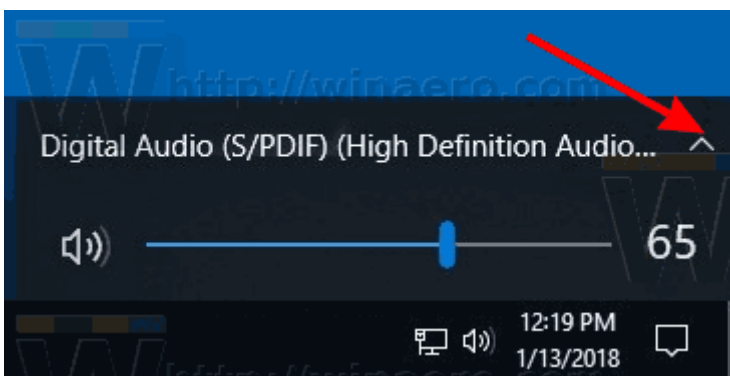 http://winaero.com
Digital Audio (S/PDIF) (High Definition Audio...
65
12:19 PM
1/13/2018